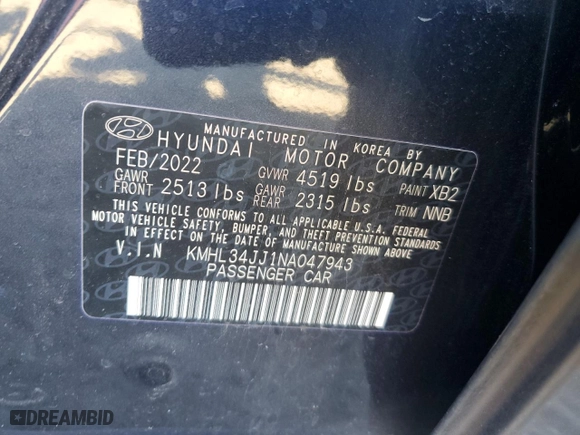 MANUFACTURED IN KOREA BY
HYUNDAI MOTOR COMPANY
FEB/2022 GVWR 4519 lbs PAINT XB2
GAWR FRONT 2513 lbs GAWR REAR 2315 lbs TRIM NNB
THIS VEHICLE CONFORMS TO ALL APPLICABLE U.S.A. FEDERAL
MOTOR VEHICLE SAFETY, BUMPER, AND THEFT PREVENTION STANDARDS
IN EFFECT ON THE DATE OF MANUFACTURE SHOWN ABOVE.
V.I.N KMHL34JJ1NA047943
PASSENGER CAR
DREAMBID